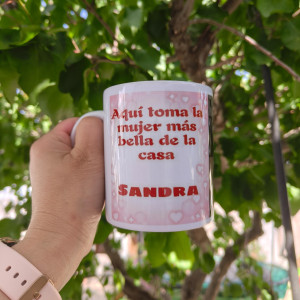 Aquí toma la
mujer más
bella de la
casa
SANDRA